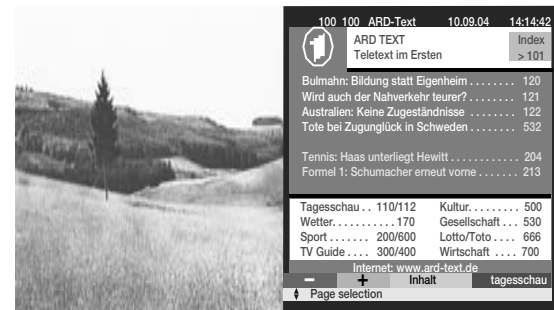 100 100 ARD-Text 10.09.04 14:14:42
ARD TEXT Index
Teletext im Ersten > 101
Bulmahn: Bildung statt Eigenheim . . . . . . . 120
Wird auch der Nahverkehr teurer? . . . . . . . . 121
Australien: Keine Zugeständnisse . . . . . . . . 122
Tote bei Zugunglück in Schweden . . . . . . . 532
Tennis: Haas unterliegt Hewitt . . . . . . . . . . . . 204
Formel 1: Schumacher erneut vorne . . . . . . . 213
Tagesschau . . 110/112 Kultur. . . . . . . . . 500
Wetter. . . . . . . . . . . 170 Gesellschaft . . . 530
Sport . . . . . . . 200/600 Lotto/Toto . . . . 666
TV Guide . . . . 300/400 Wirtschaft . . . . 700
Internet: www.ard-text.de
− + Inhalt tagesschau
Page selection